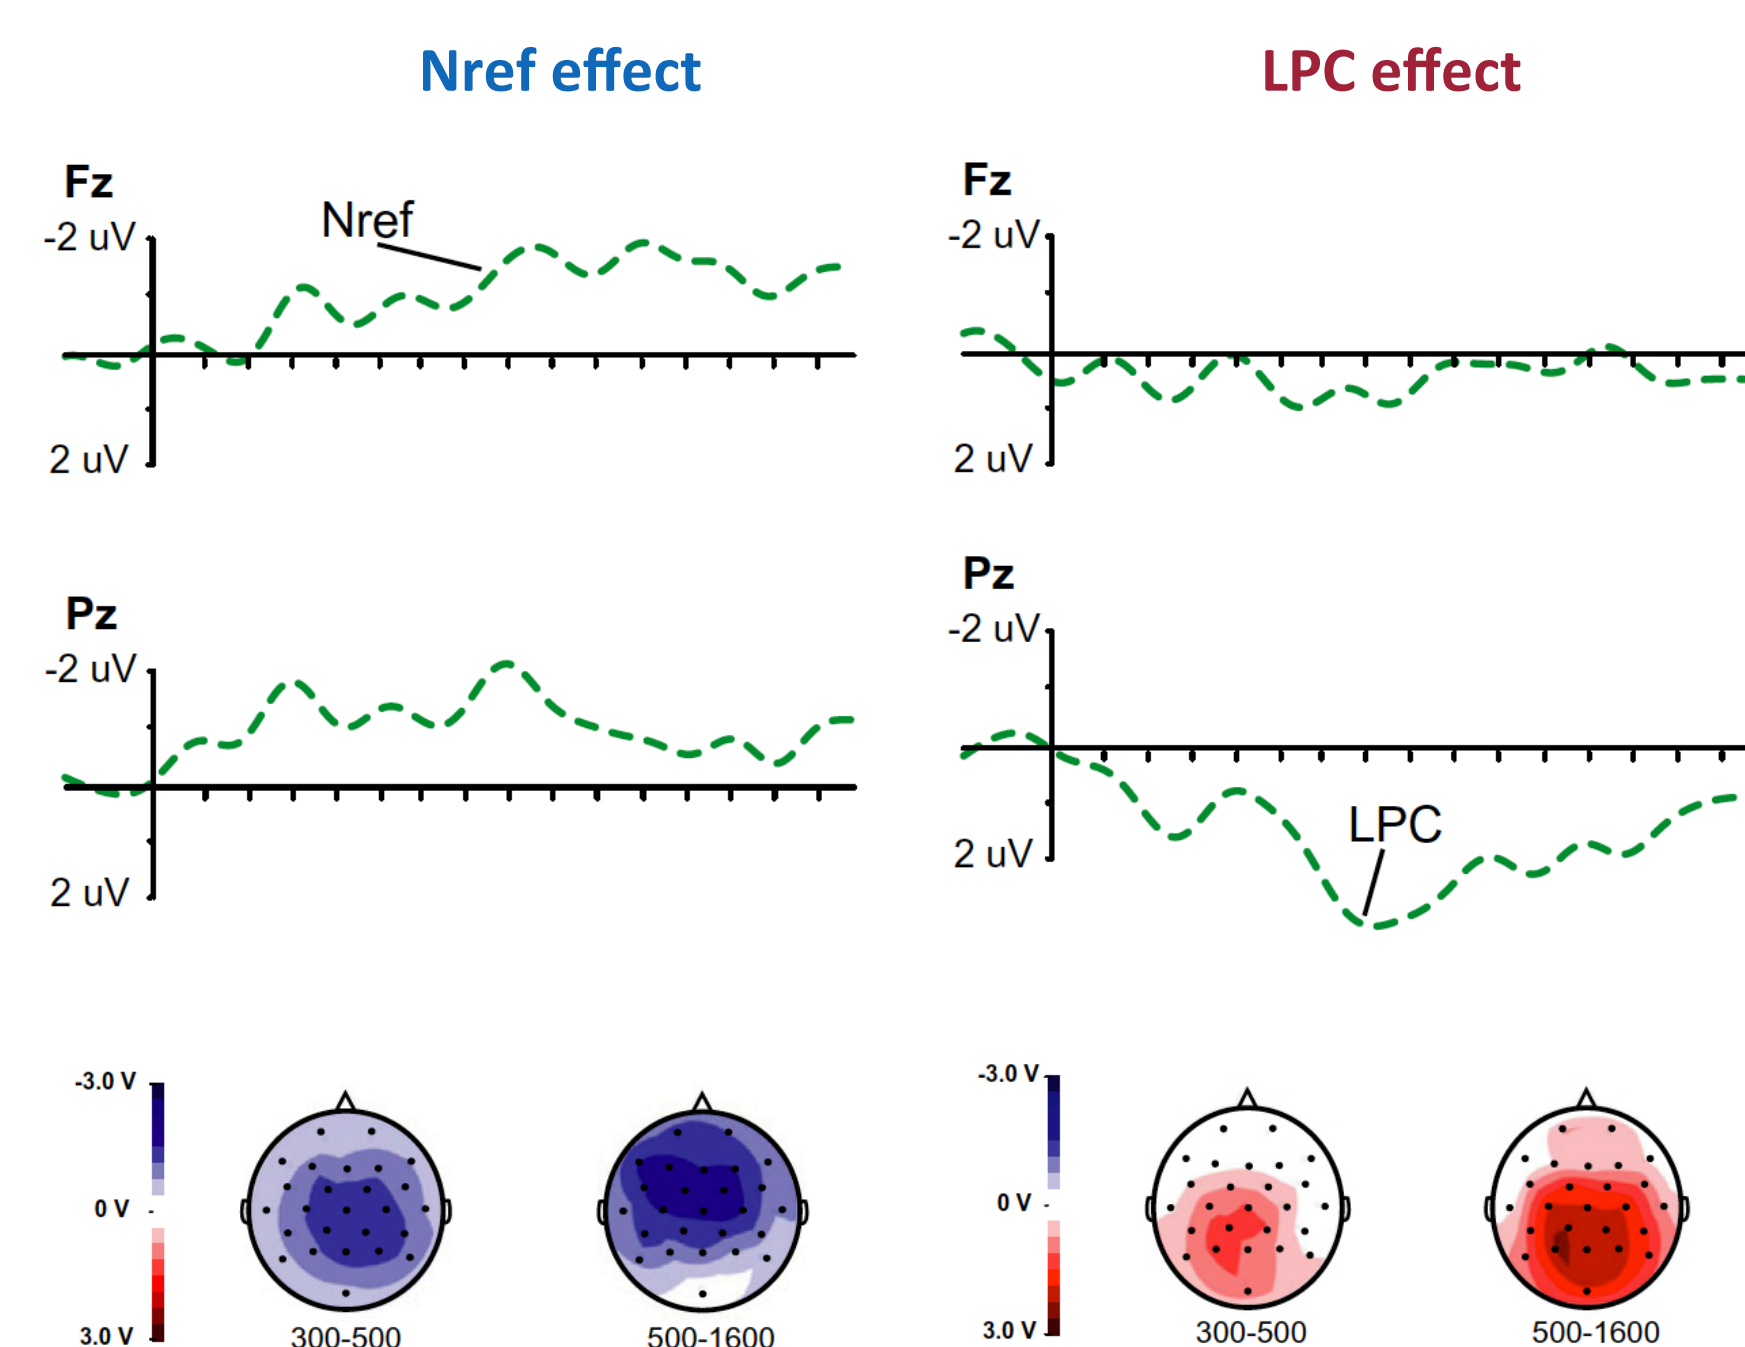 Nref effect
LPC effect
Fz
-2 uV
Nref
2 uV
Fz
-2 uV
2 uV
Pz
-2 uV
2 uV
Pz
-2 uV
LPC
2 uV
-3.0 V
0 V
3.0 V
300-500
500-1600
-3.0 V
0 V
3.0 V
300-500
500-1600